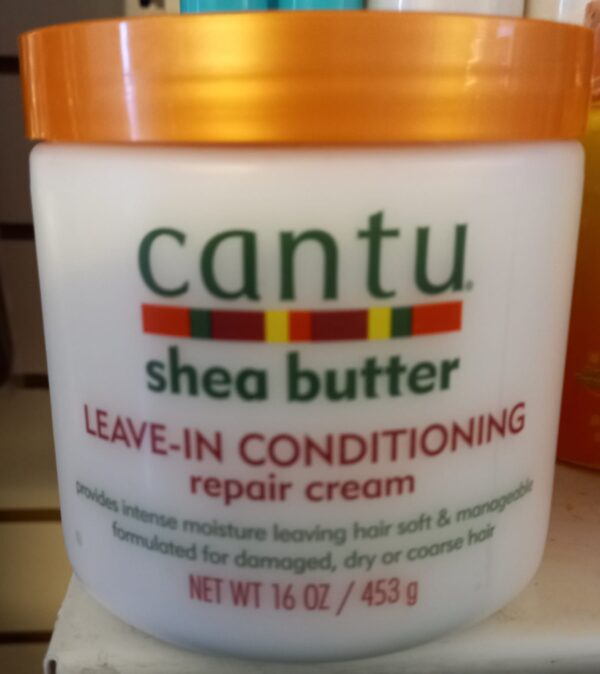 cantu
shea butter
LEAVE-IN CONDITIONING
repair cream
provides intense moisture leaving hair soft & manageable
formulated for damaged, dry or coarse hair
NET WT 16 OZ / 453 g